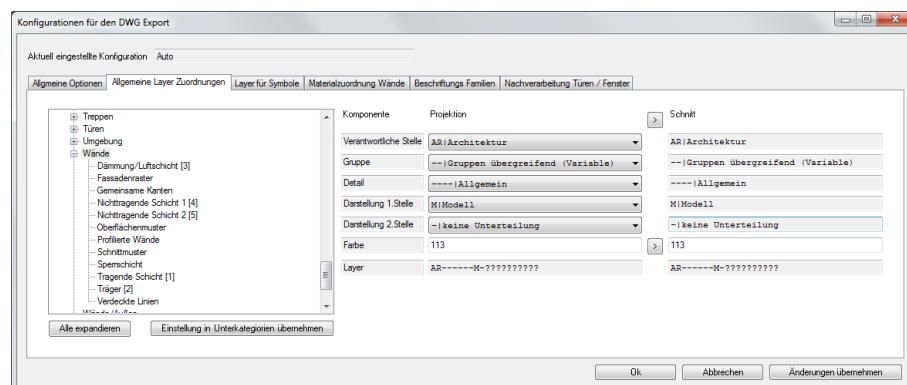 Konfigurationen für den DWG Export
Aktuell eingestellte Konfiguration Auto
Allgmeine Optionen Allgemeine Layer Zuordnungen Layer für Symbole Materialzuordnung Wände Beschriftungs Familien Nachverarbeitung Türen / Fenster
Treppen
Türen
Umgebung
Wände
Dämmung/Luftschicht [3]
Fassadenraster
Gemeinsame Kanten
Nichttragende Schicht 1 [4]
Nichttragende Schicht 2 [5]
Oberflächenmuster
Profilierte Wände
Schnittmuster
Sperrschicht
Tragende Schicht [1]
Träger [2]
Verdeckte Linien
Wände/Außen
Alle expandieren Einstellung in Unterkategiorien übernehmen
Komponente Projektion > Schnitt
Verantwortliche Stelle AR|Architektur AR|Architektur
Gruppe --|Gruppen übergreifend (Variable) --|Gruppen übergreifend (Variable)
Detail ----|Allgemein ----|Allgemein
Darstellung 1.Stelle M|Modell M|Modell
Darstellung 2.Stelle -|keine Unterteilung -|keine Unterteilung
Farbe 113 > 113
Layer AR------M-?????????? AR------M-??????????
Ok Abbrechen Änderungen übernehmen